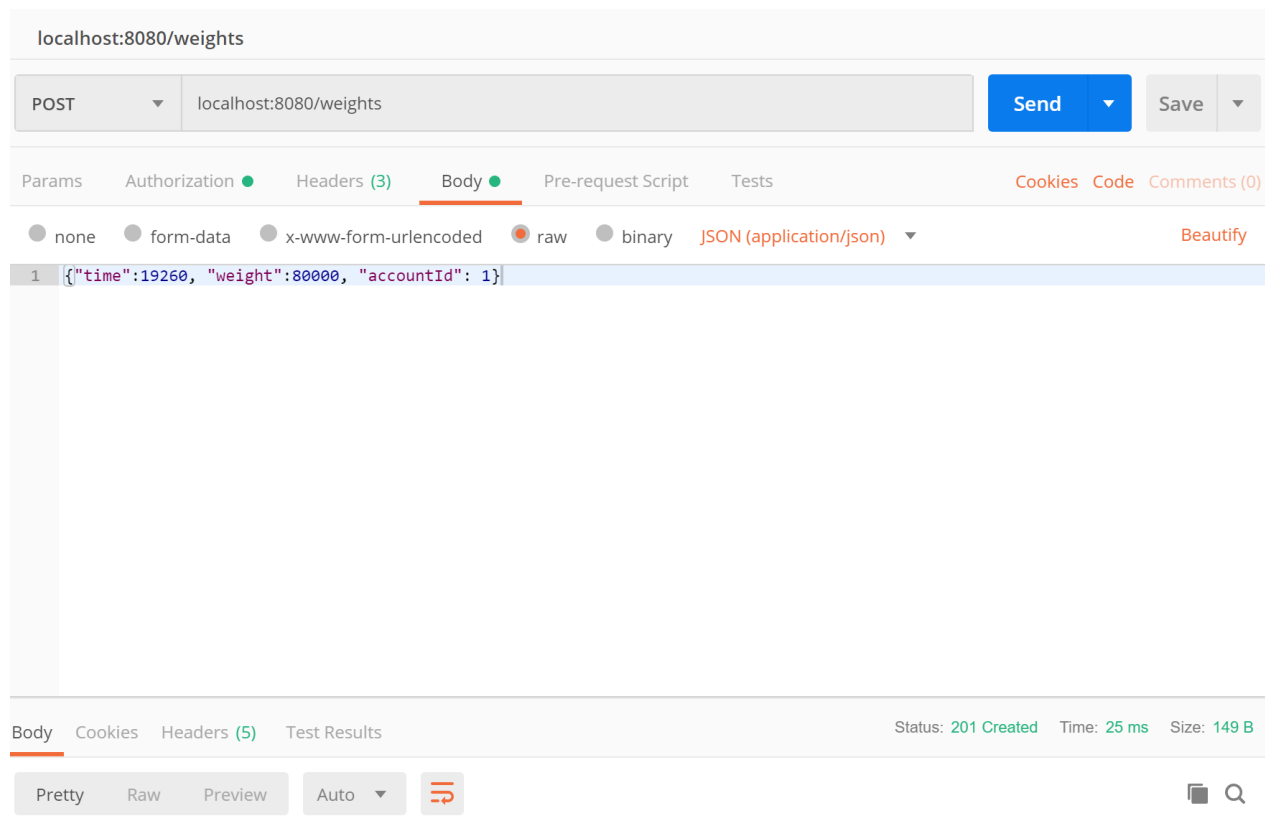 localhost:8080/weights
POST localhost:8080/weights Send Save
Params Authorization Headers (3) Body Pre-request Script Tests Cookies Code Comments (0)
none form-data x-www-form-urlencoded raw binary JSON (application/json) Beautify
1 {"time":19260, "weight":80000, "accountId": 1}
Body Cookies Headers (5) Test Results Status: 201 Created Time: 25 ms Size: 149 B
Pretty Raw Preview Auto